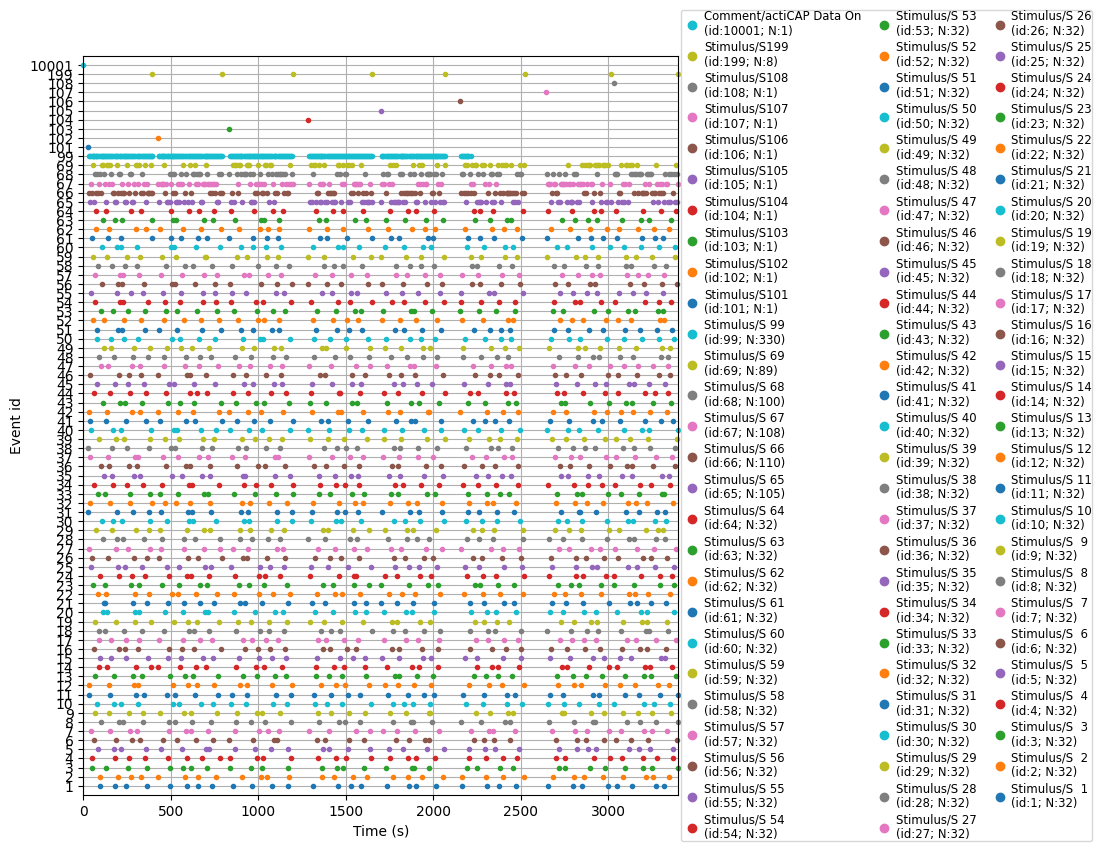 Event id
10001
199
108
107
106
105
104
103
102
101
99
69
68
67
66
65
64
63
62
61
60
59
58
57
56
55
54
53
52
51
50
49
48
47
46
45
44
43
42
41
40
39
38
37
36
35
34
33
32
31
30
29
28
27
26
25
24
23
22
21
20
19
18
17
16
15
14
13
12
11
10
9
8
7
6
5
4
3
2
1
0 500 1000 1500 2000 2500 3000
Time (s)
Comment/actiCAP Data On
(id:10001; N:1)
Stimulus/S199
(id:199; N:8)
Stimulus/S108
(id:108; N:1)
Stimulus/S107
(id:107; N:1)
Stimulus/S106
(id:106; N:1)
Stimulus/S105
(id:105; N:1)
Stimulus/S104
(id:104; N:1)
Stimulus/S103
(id:103; N:1)
Stimulus/S102
(id:102; N:1)
Stimulus/S101
(id:101; N:1)
Stimulus/S 99
(id:99; N:330)
Stimulus/S 69
(id:69; N:89)
Stimulus/S 68
(id:68; N:100)
Stimulus/S 67
(id:67; N:108)
Stimulus/S 66
(id:66; N:110)
Stimulus/S 65
(id:65; N:105)
Stimulus/S 64
(id:64; N:32)
Stimulus/S 63
(id:63; N:32)
Stimulus/S 62
(id:62; N:32)
Stimulus/S 61
(id:61; N:32)
Stimulus/S 60
(id:60; N:32)
Stimulus/S 59
(id:59; N:32)
Stimulus/S 58
(id:58; N:32)
Stimulus/S 57
(id:57; N:32)
Stimulus/S 56
(id:56; N:32)
Stimulus/S 55
(id:55; N:32)
Stimulus/S 54
(id:54; N:32)
Stimulus/S 53
(id:53; N:32)
Stimulus/S 52
(id:52; N:32)
Stimulus/S 51
(id:51; N:32)
Stimulus/S 50
(id:50; N:32)
Stimulus/S 49
(id:49; N:32)
Stimulus/S 48
(id:48; N:32)
Stimulus/S 47
(id:47; N:32)
Stimulus/S 46
(id:46; N:32)
Stimulus/S 45
(id:45; N:32)
Stimulus/S 44
(id:44; N:32)
Stimulus/S 43
(id:43; N:32)
Stimulus/S 42
(id:42; N:32)
Stimulus/S 41
(id:41; N:32)
Stimulus/S 40
(id:40; N:32)
Stimulus/S 39
(id:39; N:32)
Stimulus/S 38
(id:38; N:32)
Stimulus/S 37
(id:37; N:32)
Stimulus/S 36
(id:36; N:32)
Stimulus/S 35
(id:35; N:32)
Stimulus/S 34
(id:34; N:32)
Stimulus/S 33
(id:33; N:32)
Stimulus/S 32
(id:32; N:32)
Stimulus/S 31
(id:31; N:32)
Stimulus/S 30
(id:30; N:32)
Stimulus/S 29
(id:29; N:32)
Stimulus/S 28
(id:28; N:32)
Stimulus/S 27
(id:27; N:32)
Stimulus/S 26
(id:26; N:32)
Stimulus/S 25
(id:25; N:32)
Stimulus/S 24
(id:24; N:32)
Stimulus/S 23
(id:23; N:32)
Stimulus/S 22
(id:22; N:32)
Stimulus/S 21
(id:21; N:32)
Stimulus/S 20
(id:20; N:32)
Stimulus/S 19
(id:19; N:32)
Stimulus/S 18
(id:18; N:32)
Stimulus/S 17
(id:17; N:32)
Stimulus/S 16
(id:16; N:32)
Stimulus/S 15
(id:15; N:32)
Stimulus/S 14
(id:14; N:32)
Stimulus/S 13
(id:13; N:32)
Stimulus/S 12
(id:12; N:32)
Stimulus/S 11
(id:11; N:32)
Stimulus/S 10
(id:10; N:32)
Stimulus/S  9
(id:9; N:32)
Stimulus/S  8
(id:8; N:32)
Stimulus/S  7
(id:7; N:32)
Stimulus/S  6
(id:6; N:32)
Stimulus/S  5
(id:5; N:32)
Stimulus/S  4
(id:4; N:32)
Stimulus/S  3
(id:3; N:32)
Stimulus/S  2
(id:2; N:32)
Stimulus/S  1
(id:1; N:32)